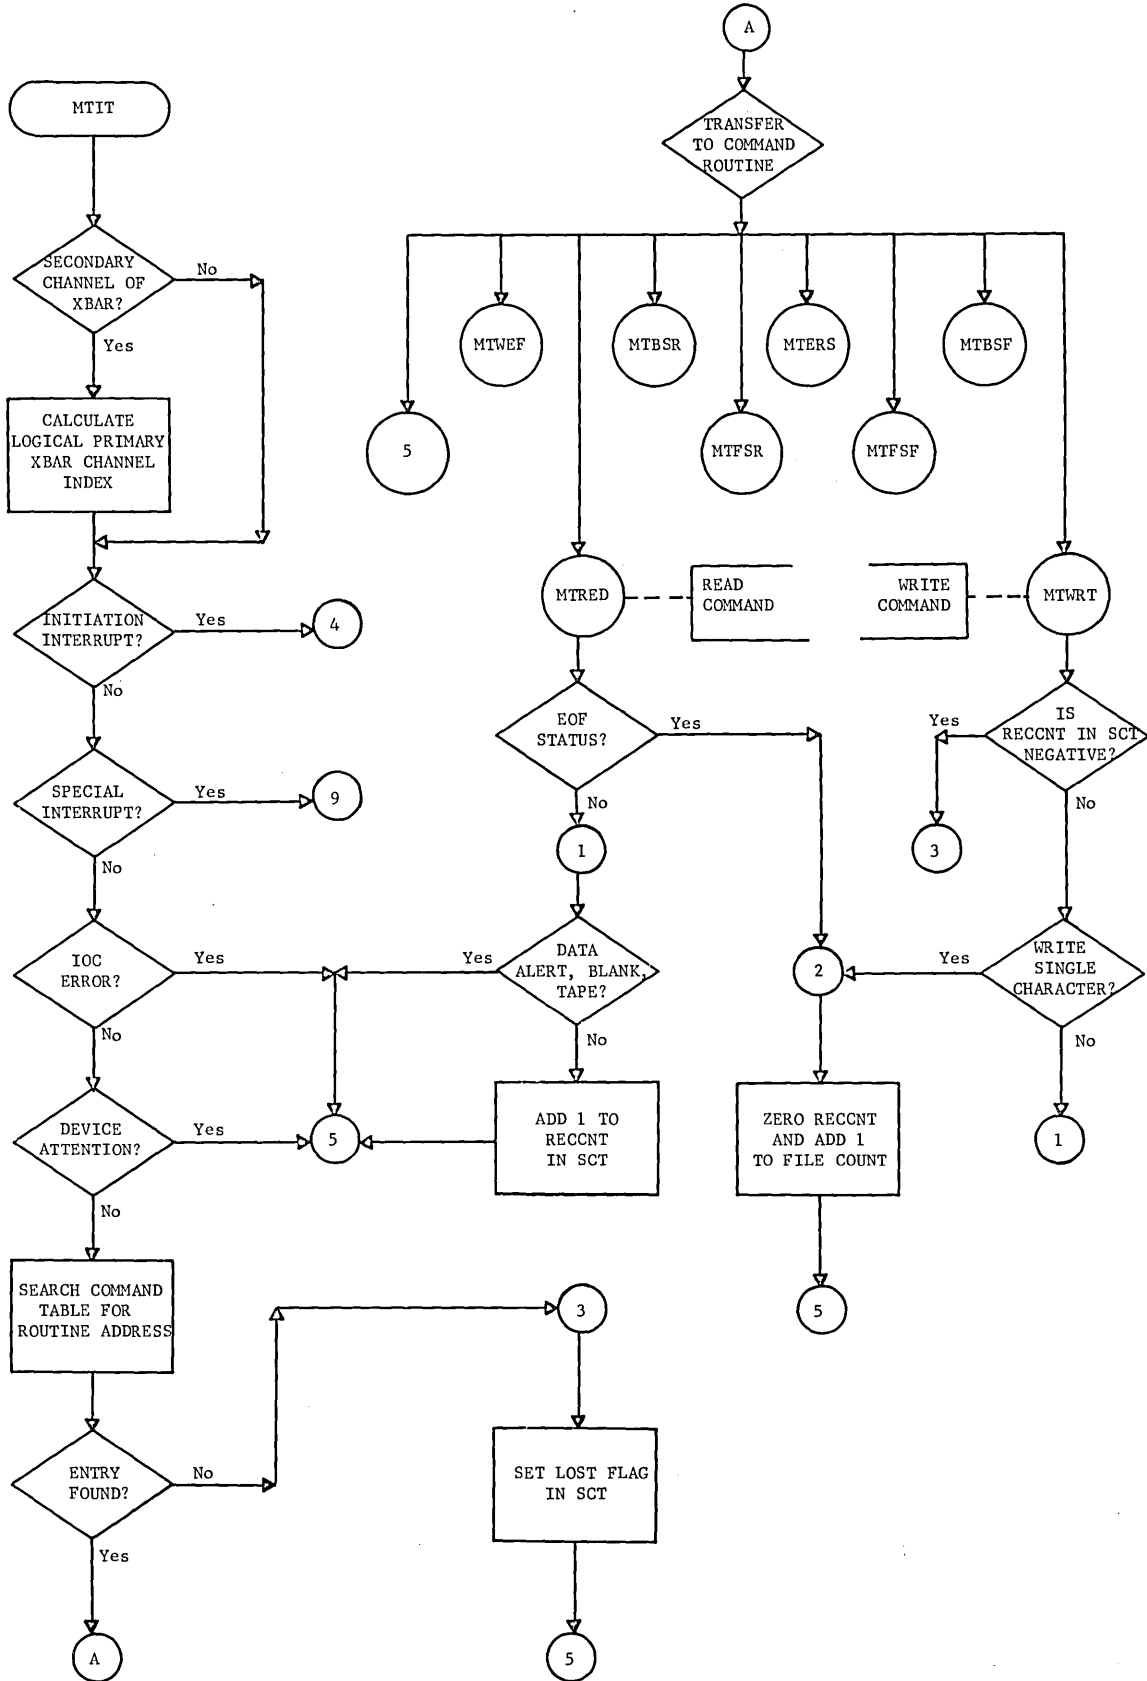 A
MTIT
TRANSFER
TO COMMAND
ROUTINE
SECONDARY
CHANNEL OF
XBAR?
No
Yes
CALCULATE
LOGICAL PRIMARY
XBAR CHANNEL
INDEX
MTWEF
MTBSR
MTERS
MTBSF
5
MTFSR
MTFSF
INITIATION
INTERRUPT?
Yes
4
No
MTRED
READ
COMMAND
WRITE
COMMAND
MTWRT
EOF
STATUS?
Yes
No
IS
RECCNT IN SCT
NEGATIVE?
Yes
No
3
SPECIAL
INTERRUPT?
Yes
9
No
1
IOC
ERROR?
Yes
No
DATA
ALERT, BLANK,
TAPE?
Yes
No
2
WRITE
SINGLE
CHARACTER?
Yes
No
DEVICE
ATTENTION?
Yes
No
5
ADD 1 TO
RECCNT
IN SCT
ZERO RECCNT
AND ADD 1
TO FILE COUNT
1
SEARCH COMMAND
TABLE FOR
ROUTINE ADDRESS
3
5
ENTRY
FOUND?
No
Yes
SET LOST FLAG
IN SCT
A
5